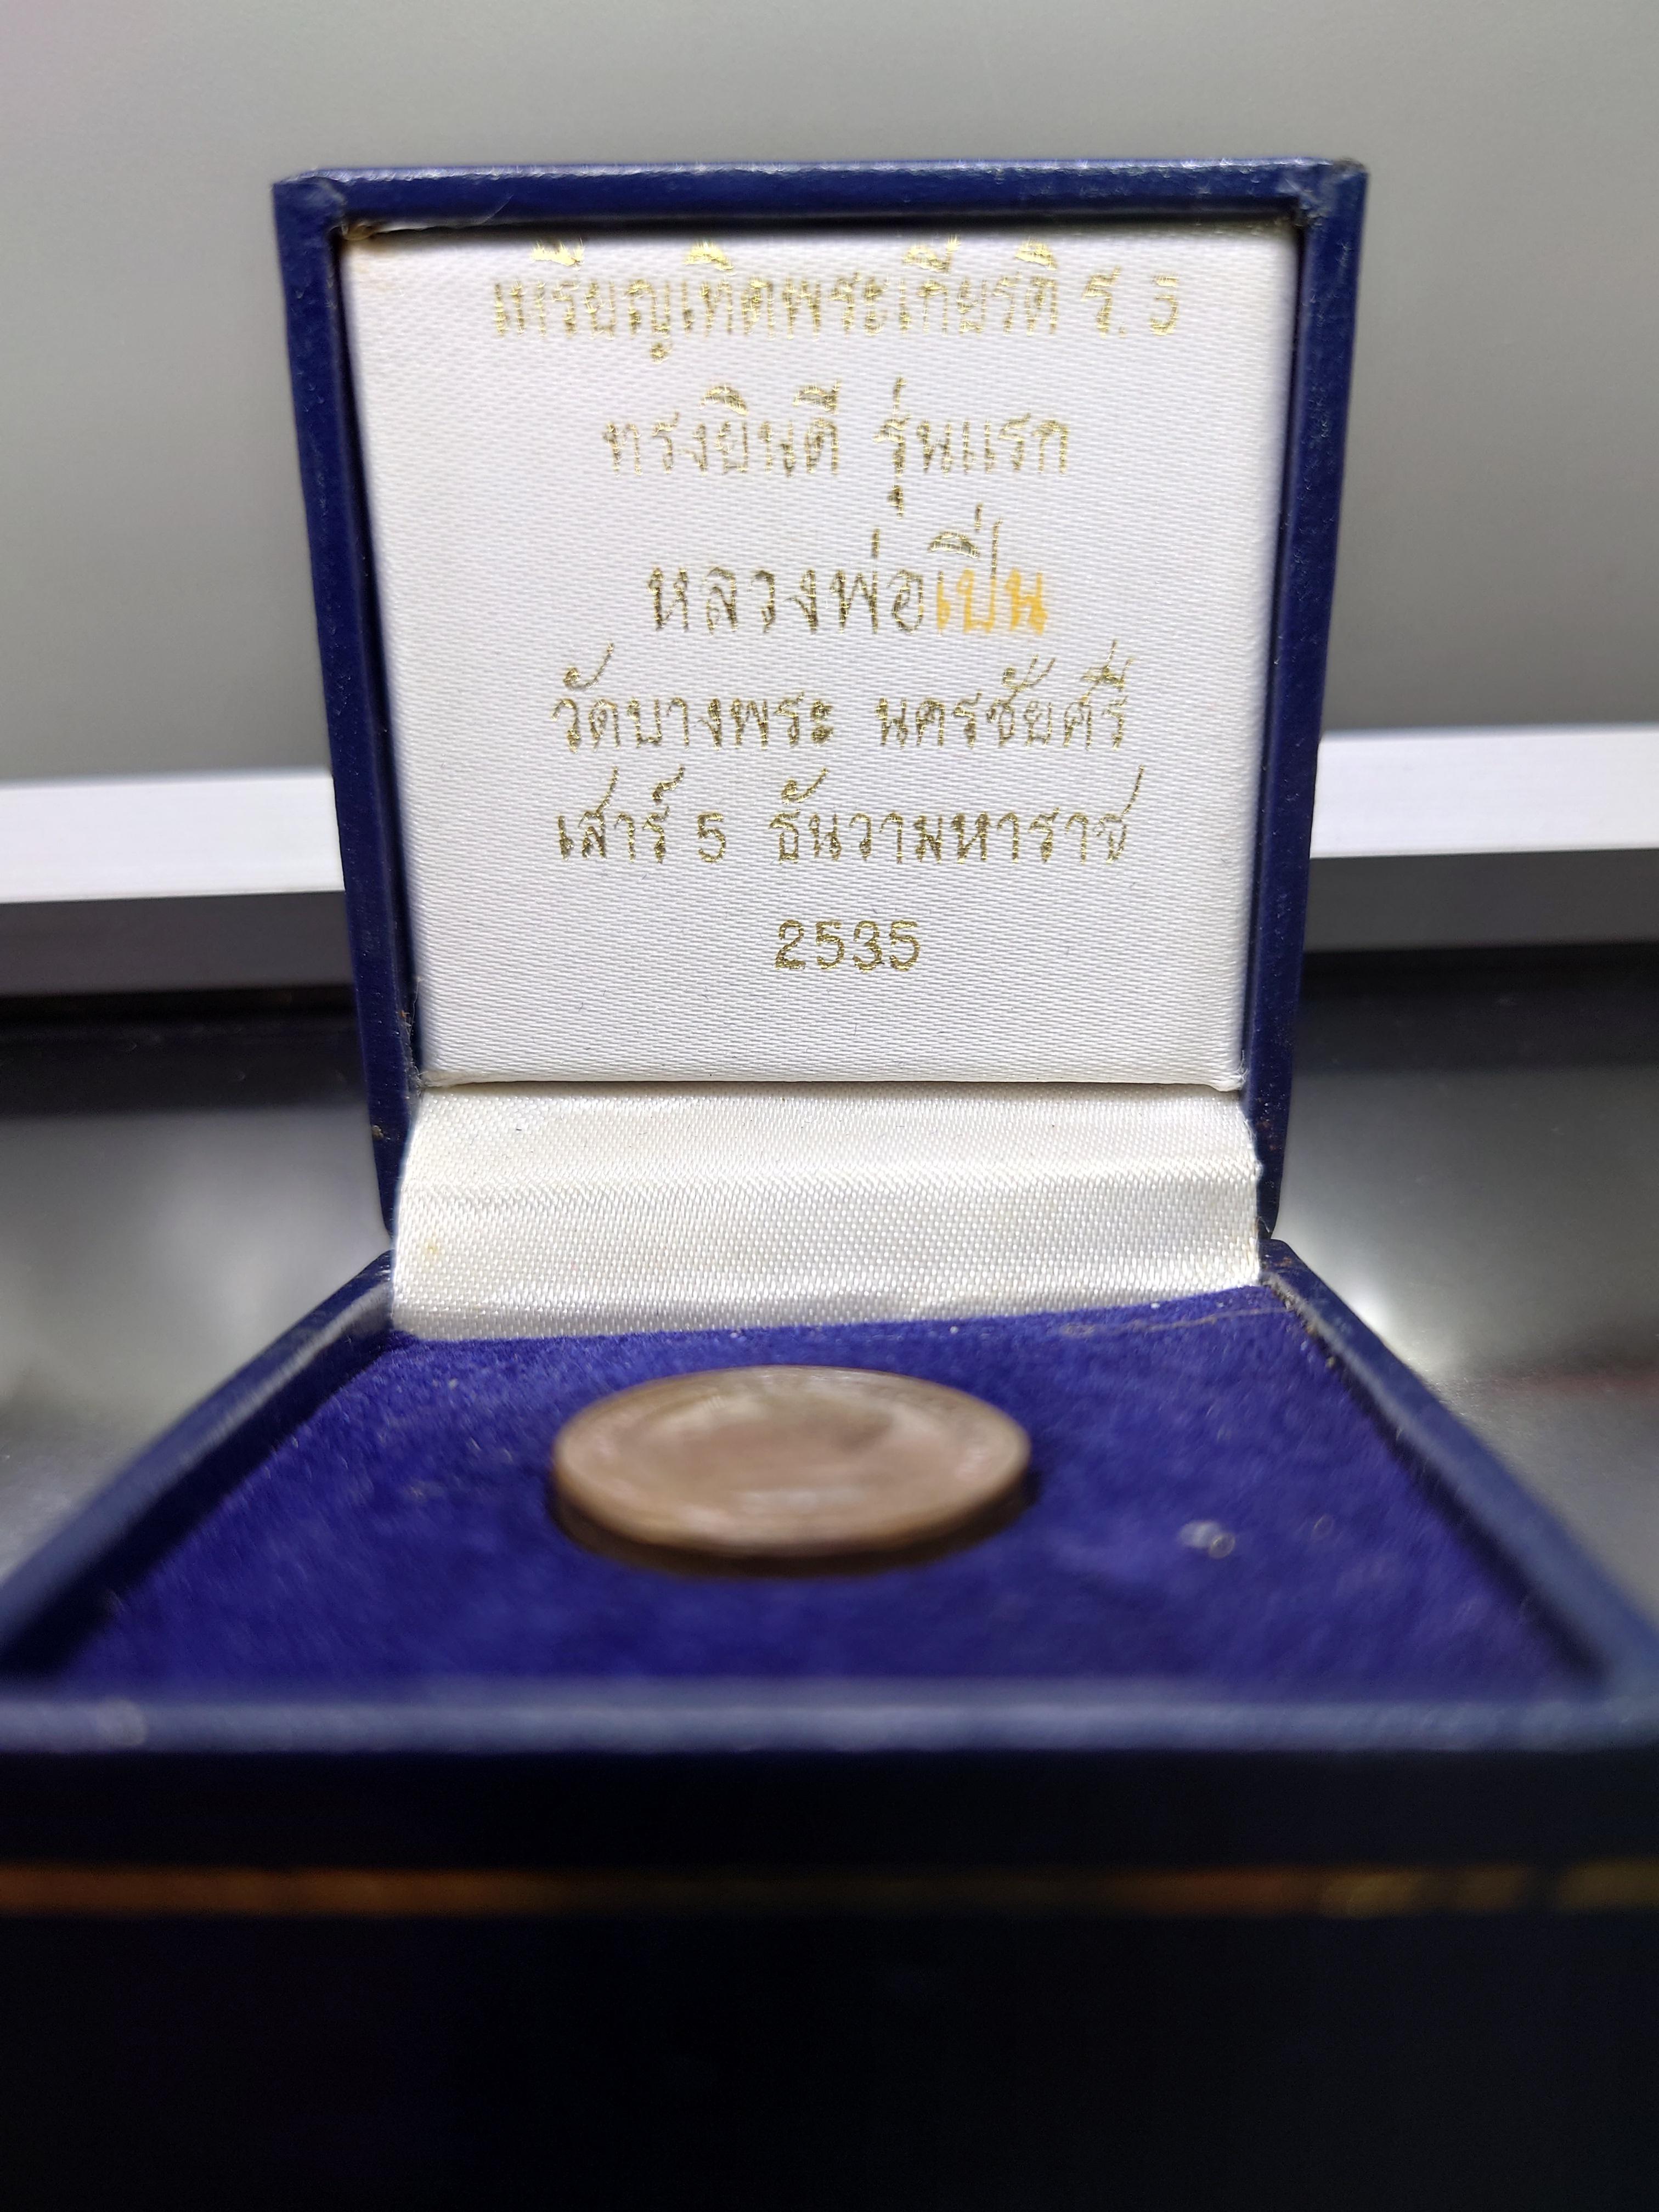 เหรียญเทิดพระเกียรติ ร. 5
ทรงยินดี รุ่นแรก
หลวงพ่อเปิ่น
วัดบางพระ นครชัยศรี
เสาร์ 5 ธันวามหาราช
2535